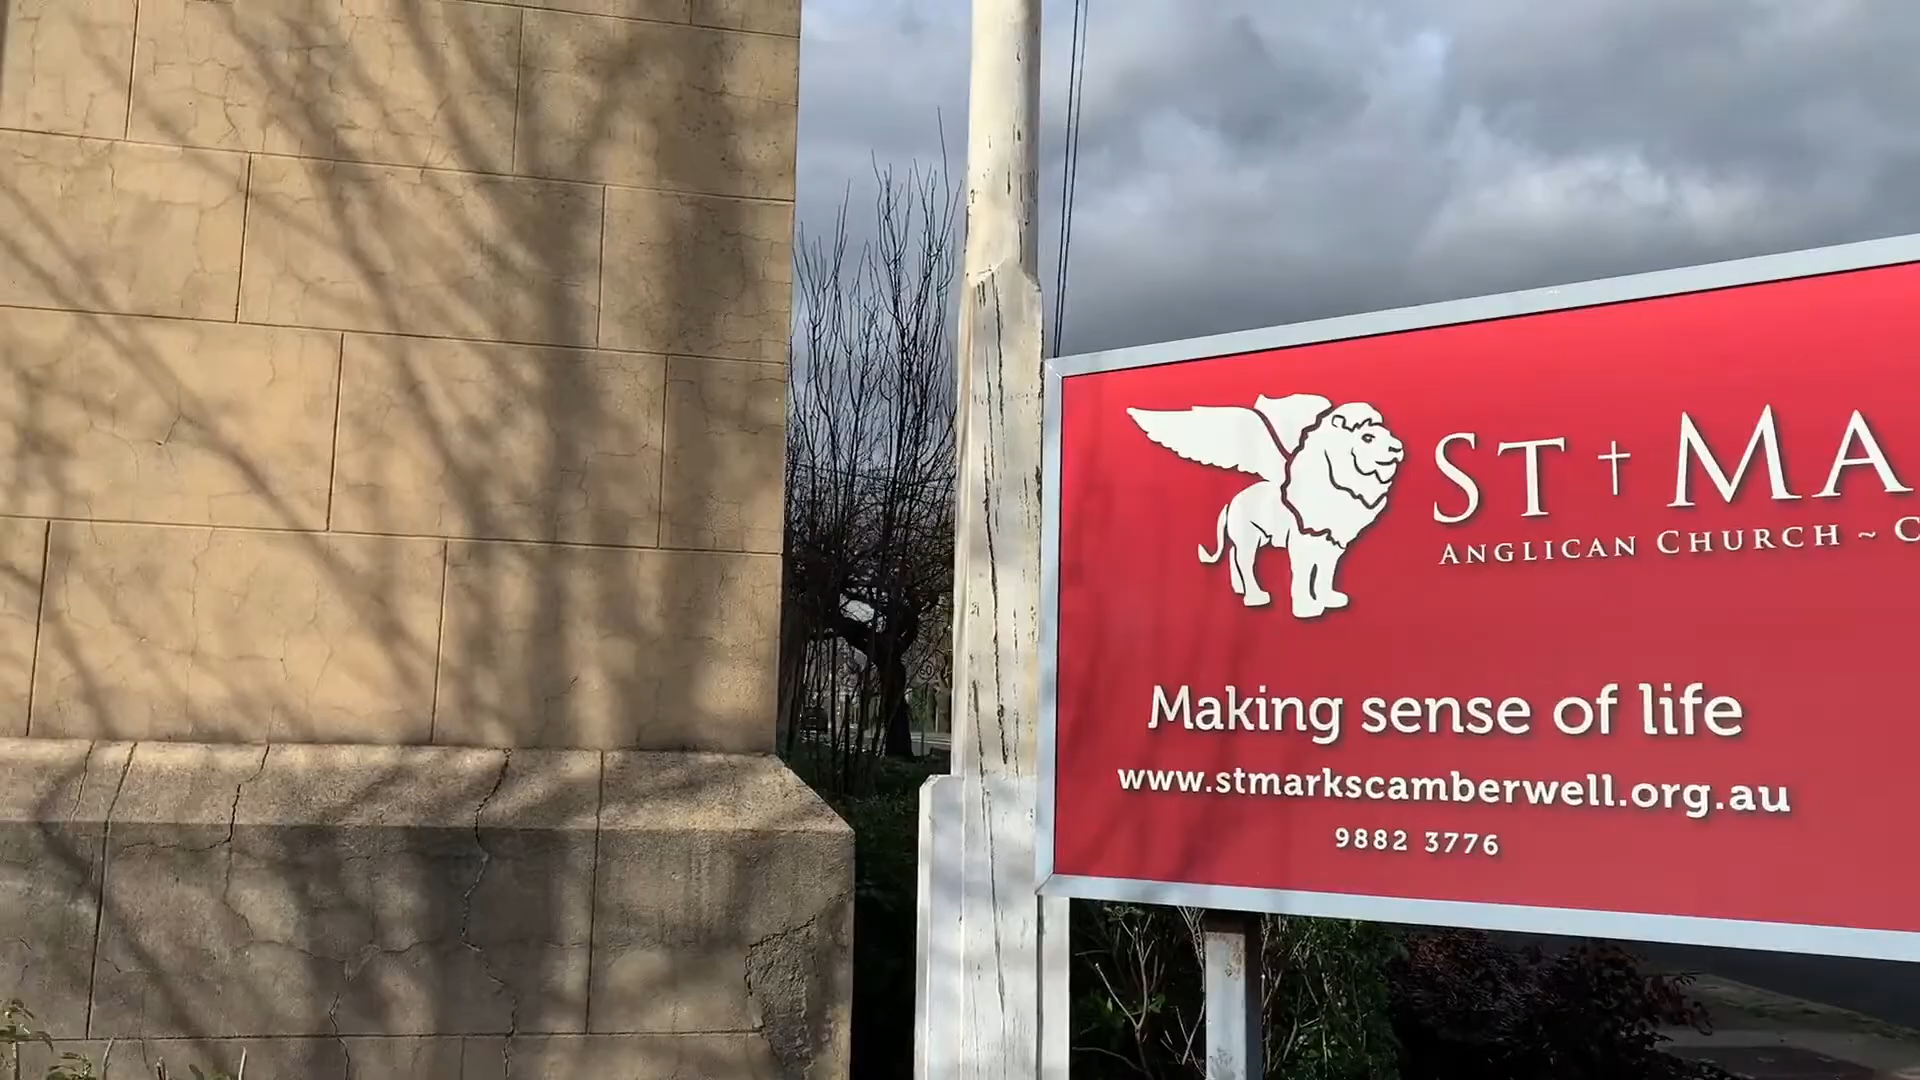 ST † MA
ANGLICAN CHURCH ~ C
Making sense of life
www.stmarkscamberwell.org.au
9882 3776